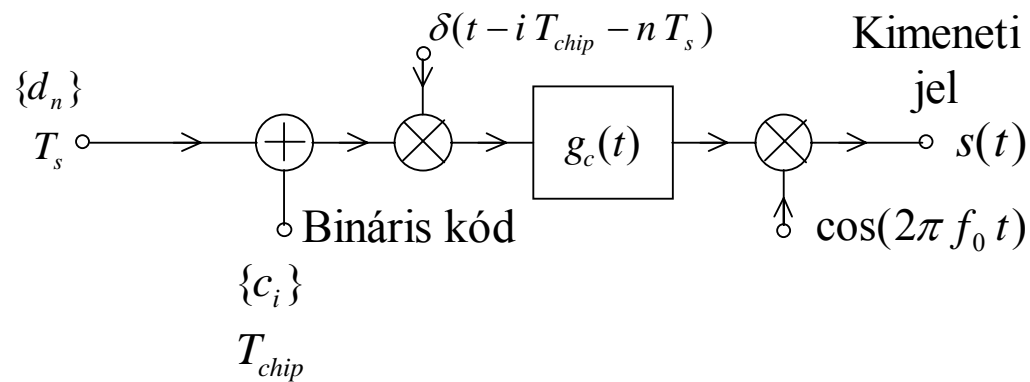 δ(t − i T_chip − n T_s)
Kimeneti
jel
{d_n}
T_s
g_c(t)
s(t)
Bináris kód
cos(2π f_0 t)
{c_i}
T_chip